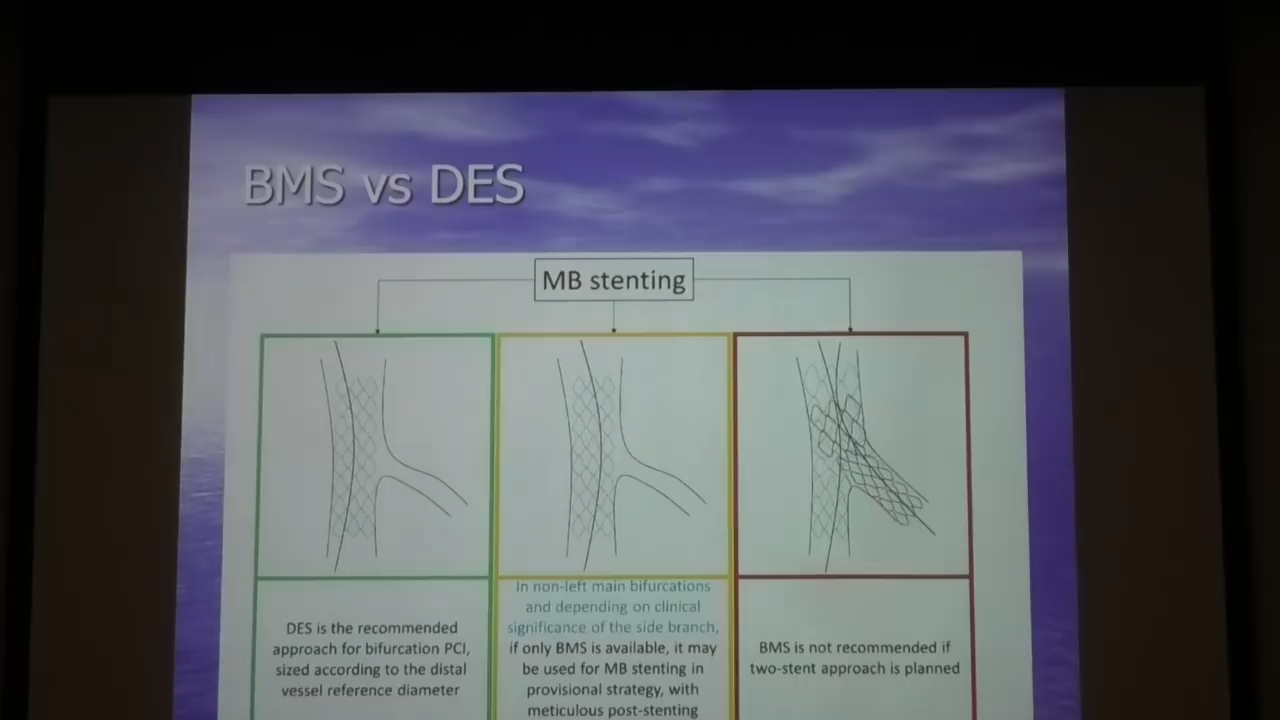 BMS vs DES
MB stenting
DES is the recommended
approach for bifurcation PCI,
sized according to the distal
vessel reference diameter
In non-left main bifurcations
and depending on clinical
significance of the side branch,
if only BMS is available, it may
be used for MB stenting in
provisional strategy, with
meticulous post-stenting
BMS is not recommended if
two-stent approach is planned